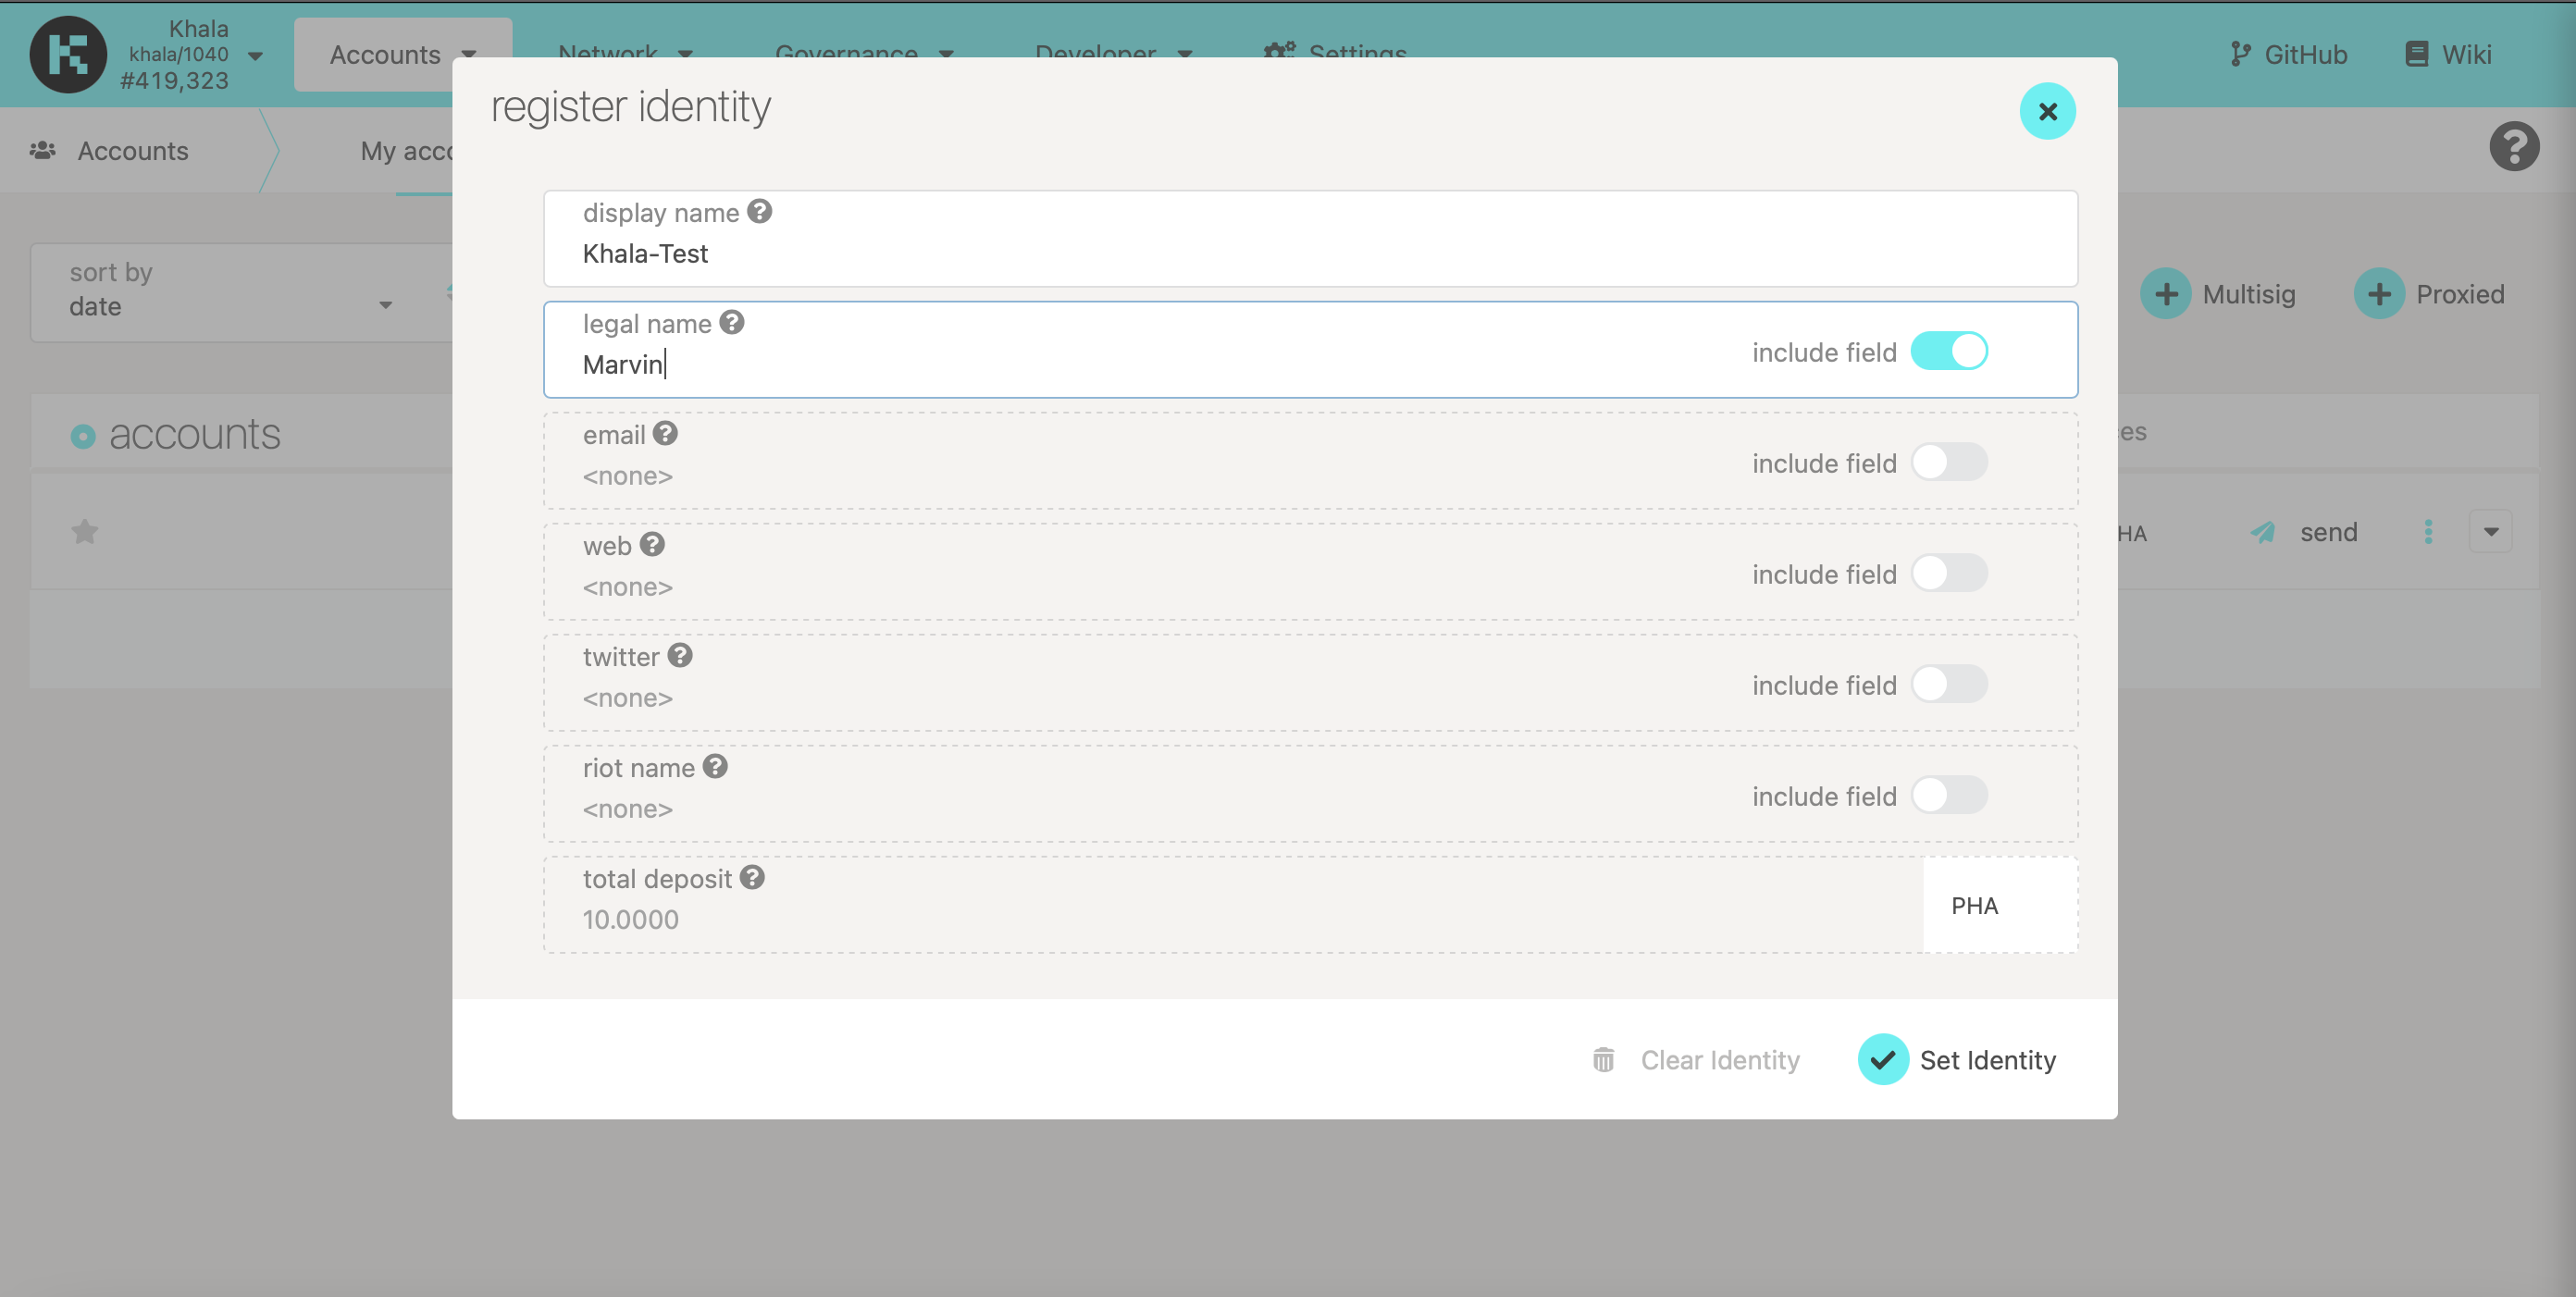 Khala
khala/1040
#419,323
Accounts
Network
Governance
Developer
Settings
GitHub
Wiki
Accounts
My acco
register identity
sort by
date
Multisig
Proxied
accounts
send
display name
Khala-Test
legal name
Marvin
include field
email
<none>
include field
web
<none>
include field
twitter
<none>
include field
riot name
<none>
include field
total deposit
10.0000
PHA
Clear Identity
Set Identity